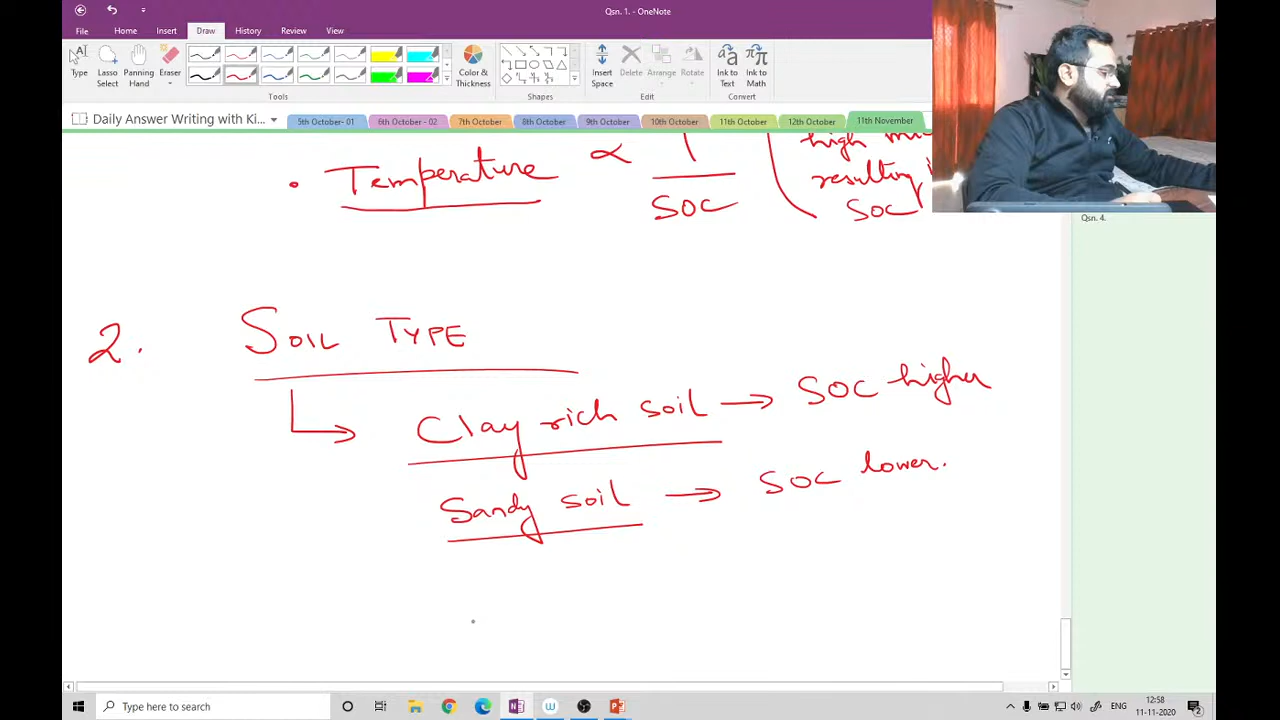 Qsn. 1. - OneNote
File Home Insert Draw History Review View
Type
Lasso Select
Panning Hand
Eraser
Color & Thickness
Insert Space
Delete
Arrange
Rotate
Ink to Text
Ink to Math
Tools
Shapes
Edit
Convert
Daily Answer Writing with Ki...
5th October- 01 6th October - 02 7th October 8th October 9th October 10th October 11th October 12th October 11th November
Qsn. 4.
• Temperature ∝ 1/SOC
high
resulting
SOC
2. SOIL TYPE
Clay rich soil → SOC higher
Sandy soil → SOC lower.
Type here to search
ENG
12:58
11-11-2020
2